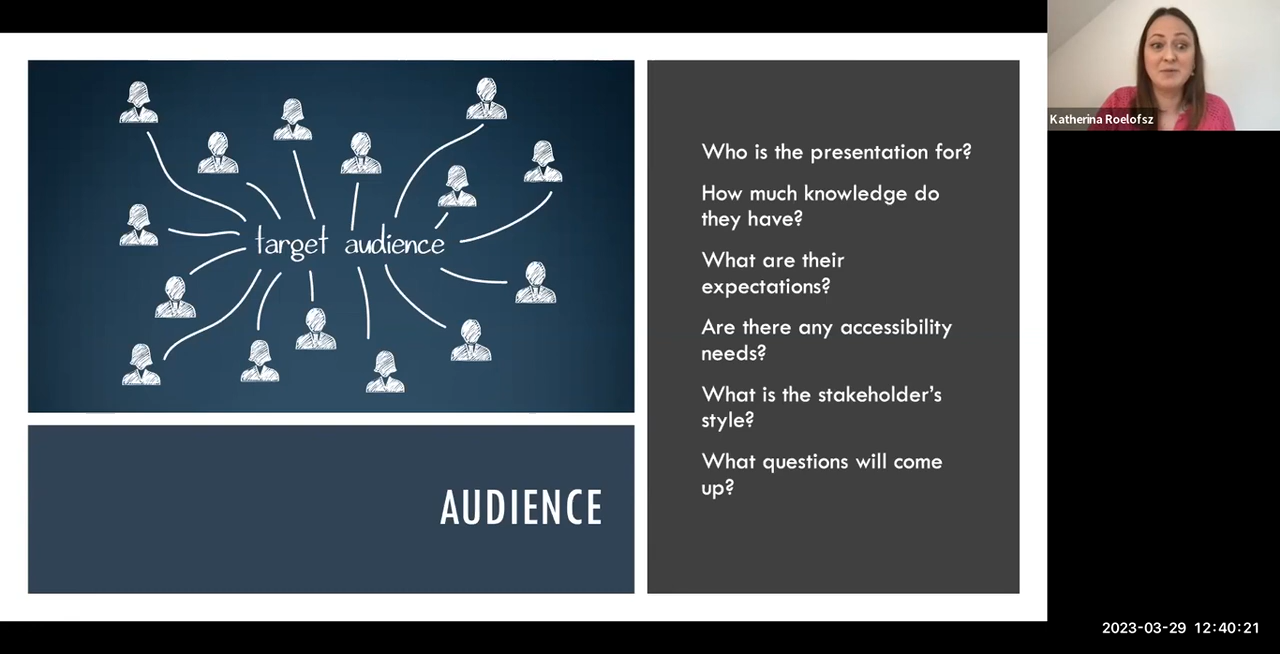 target audience
AUDIENCE
Who is the presentation for?
How much knowledge do
they have?
What are their
expectations?
Are there any accessibility
needs?
What is the stakeholder’s
style?
What questions will come
up?
Katherina Roelofsz
2023-03-29 12:40:21